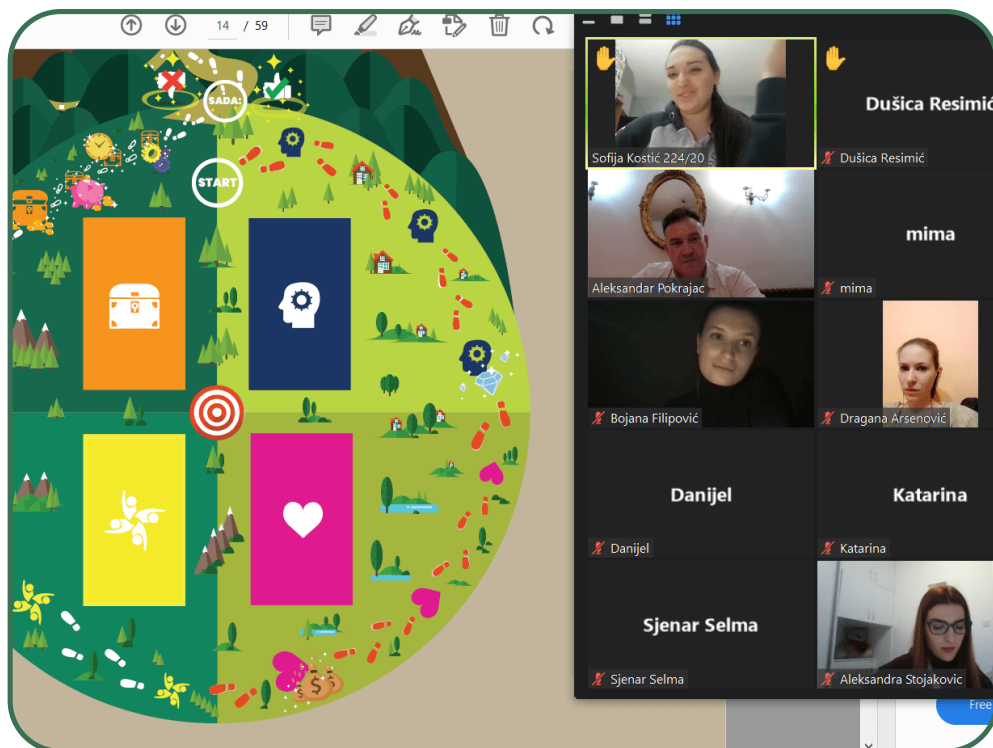 14 / 59
SADA:
START
Sofija Kostić 224/20
Dušica Resimić
Dušica Resimić
Aleksandar Pokrajac
mima
mima
Bojana Filipović
Dragana Arsenović
Danijel
Danijel
Katarina
Katarina
Sjenar Selma
Sjenar Selma
Aleksandra Stojakovic
Free